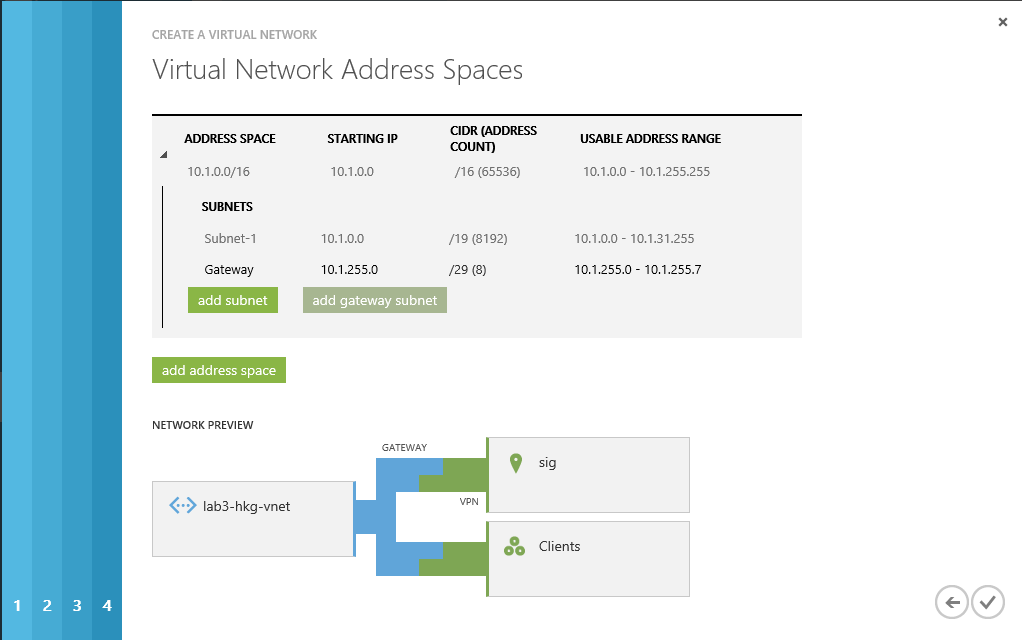 CREATE A VIRTUAL NETWORK
Virtual Network Address Spaces
ADDRESS SPACE STARTING IP CIDR (ADDRESS COUNT) USABLE ADDRESS RANGE
10.1.0.0/16 10.1.0.0 /16 (65536) 10.1.0.0 - 10.1.255.255
SUBNETS
Subnet-1 10.1.0.0 /19 (8192) 10.1.0.0 - 10.1.31.255
Gateway 10.1.255.0 /29 (8) 10.1.255.0 - 10.1.255.7
add subnet add gateway subnet
add address space
NETWORK PREVIEW
GATEWAY
sig
VPN
lab3-hkg-vnet
Clients
1 2 3 4